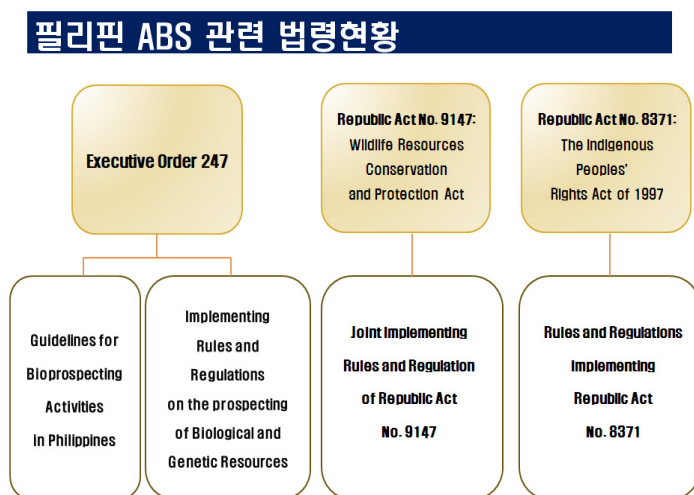 필리핀 ABS 관련 법령현황
Executive Order 247
Republic Act No. 9147:
Wildlife Resources
Conservation
and Protection Act
Republic Act No. 8371:
The Indigenous
Peoples'
Rights Act of 1997
Guidelines for
Bioprospecting
Activities
in Philippines
Implementing
Rules and
Regulations
on the prospecting
of Biological and
Genetic Resources
Joint Implementing
Rules and Regulation
of Republic Act
No. 9147
Rules and Regulations
Implementing
Republic Act
No. 8371